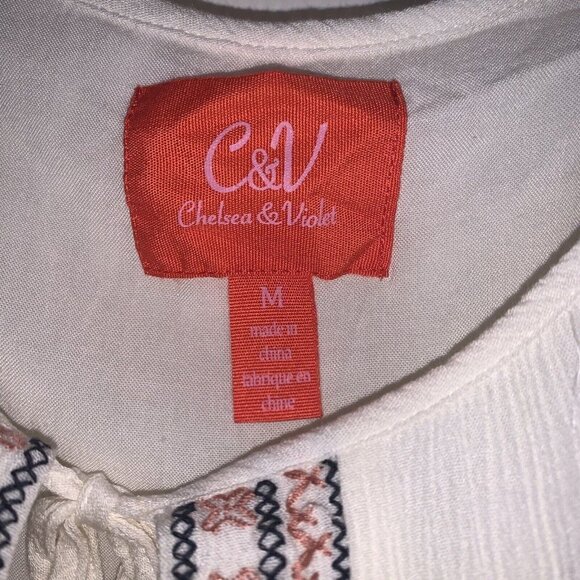 C&V
Chelsea & Violet
M
made in
china
fabriqué en
chine